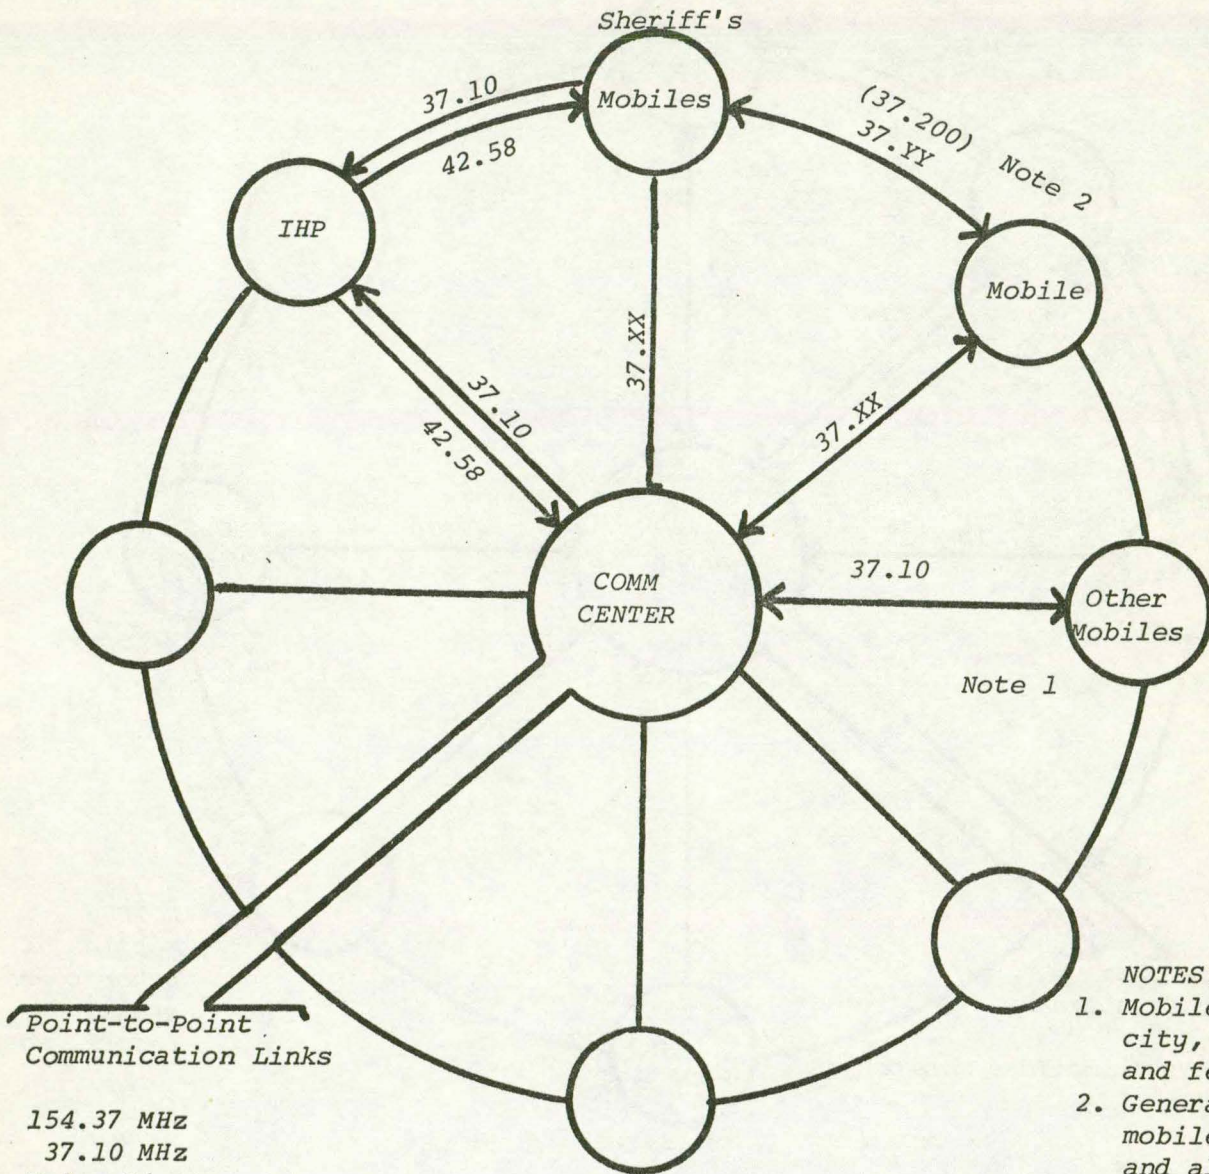 Sheriff's
Mobiles
37.10
42.58
(37.200)
37.YY
Note 2
IHP
Mobile
37.XX
37.10
42.58
37.XX
37.10
COMM
CENTER
Other
Mobiles
Note 1
NOTES
1. Mobile
city,
and
2. Genera
mobile
and
Point-to-Point
Communication Links
154.37 MHz
37.10 MHz